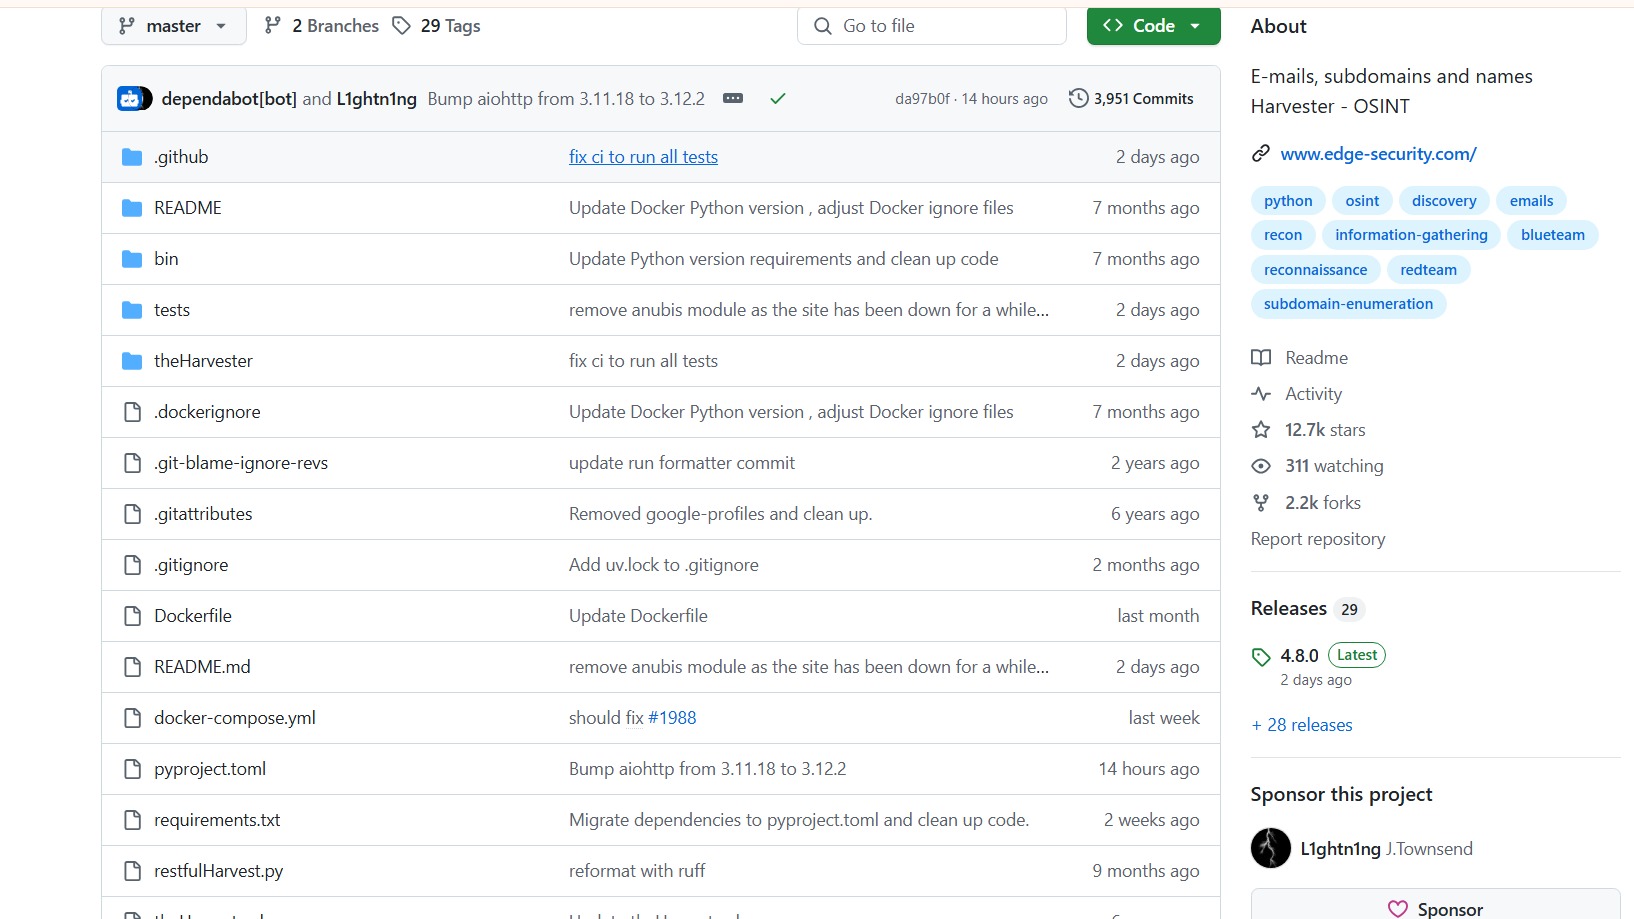 master
2 Branches
29 Tags
Go to file
Code
dependabot[bot] and L1ghtn1ng Bump aiohttp from 3.11.18 to 3.12.2
da97b0f · 14 hours ago
3,951 Commits
.github fix ci to run all tests 2 days ago
README Update Docker Python version , adjust Docker ignore files 7 months ago
bin Update Python version requirements and clean up code 7 months ago
tests remove anubis module as the site has been down for a while... 2 days ago
theHarvester fix ci to run all tests 2 days ago
.dockerignore Update Docker Python version , adjust Docker ignore files 7 months ago
.git-blame-ignore-revs update run formatter commit 2 years ago
.gitattributes Removed google-profiles and clean up. 6 years ago
.gitignore Add uv.lock to .gitignore 2 months ago
Dockerfile Update Dockerfile last month
README.md remove anubis module as the site has been down for a while... 2 days ago
docker-compose.yml should fix #1988 last week
pyproject.toml Bump aiohttp from 3.11.18 to 3.12.2 14 hours ago
requirements.txt Migrate dependencies to pyproject.toml and clean up code. 2 weeks ago
restfulHarvest.py reformat with ruff 9 months ago
About
E-mails, subdomains and names
Harvester - OSINT
www.edge-security.com/
python osint discovery emails
recon information-gathering blueteam
reconnaissance redteam
subdomain-enumeration
Readme
Activity
12.7k stars
311 watching
2.2k forks
Report repository
Releases 29
4.8.0 Latest
2 days ago
+ 28 releases
Sponsor this project
L1ghtn1ng J.Townsend
Sponsor